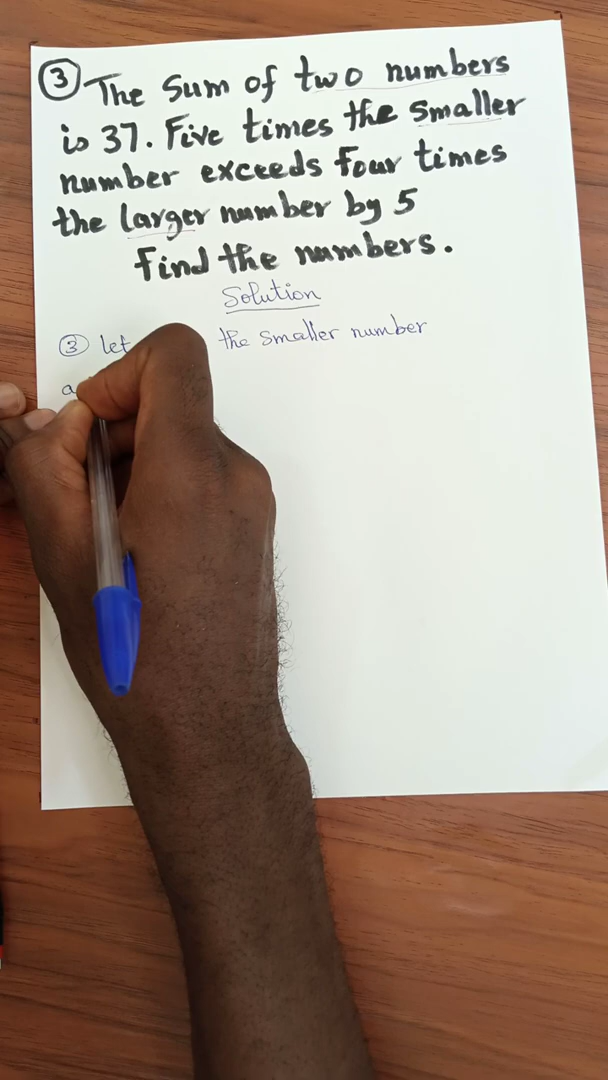 ③ The Sum of two numbers
is 37. Five times the smaller
number exceeds four times
the larger number by 5
find the numbers.
Solution
③ let the smaller number